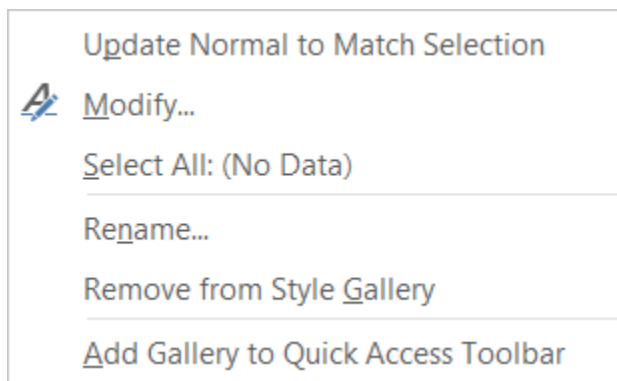 Update Normal to Match Selection
Modify...
Select All: (No Data)
Rename...
Remove from Style Gallery
Add Gallery to Quick Access Toolbar